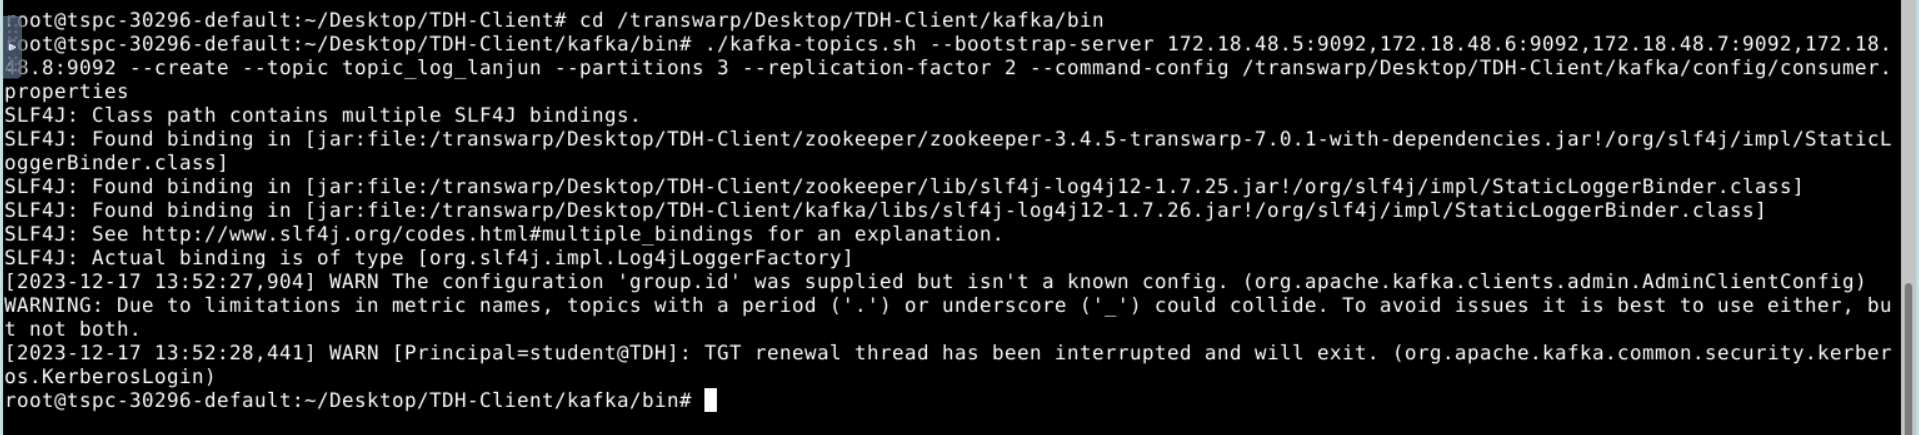 root@tspc-30296-default:~/Desktop/TDH-Client# cd /transwarp/Desktop/TDH-Client/kafka/bin
root@tspc-30296-default:~/Desktop/TDH-Client/kafka/bin# ./kafka-topics.sh --bootstrap-server 172.18.48.5:9092,172.18.48.6:9092,172.18.48.7:9092,172.18.
48.8:9092 --create --topic topic_log_lanjun --partitions 3 --replication-factor 2 --command-config /transwarp/Desktop/TDH-Client/kafka/config/consumer.
properties
SLF4J: Class path contains multiple SLF4J bindings.
SLF4J: Found binding in [jar:file:/transwarp/Desktop/TDH-Client/zookeeper/zookeeper-3.4.5-transwarp-7.0.1-with-dependencies.jar!/org/slf4j/impl/StaticL
oggerBinder.class]
SLF4J: Found binding in [jar:file:/transwarp/Desktop/TDH-Client/zookeeper/lib/slf4j-log4j12-1.7.25.jar!/org/slf4j/impl/StaticLoggerBinder.class]
SLF4J: Found binding in [jar:file:/transwarp/Desktop/TDH-Client/kafka/libs/slf4j-log4j12-1.7.26.jar!/org/slf4j/impl/StaticLoggerBinder.class]
SLF4J: See http://www.slf4j.org/codes.html#multiple_bindings for an explanation.
SLF4J: Actual binding is of type [org.slf4j.impl.Log4jLoggerFactory]
[2023-12-17 13:52:27,904] WARN The configuration 'group.id' was supplied but isn't a known config. (org.apache.kafka.clients.admin.AdminClientConfig)
WARNING: Due to limitations in metric names, topics with a period ('.') or underscore ('_') could collide. To avoid issues it is best to use either, bu
t not both.
[2023-12-17 13:52:28,441] WARN [Principal=student@TDH]: TGT renewal thread has been interrupted and will exit. (org.apache.kafka.common.security.kerber
os.KerberosLogin)
root@tspc-30296-default:~/Desktop/TDH-Client/kafka/bin#